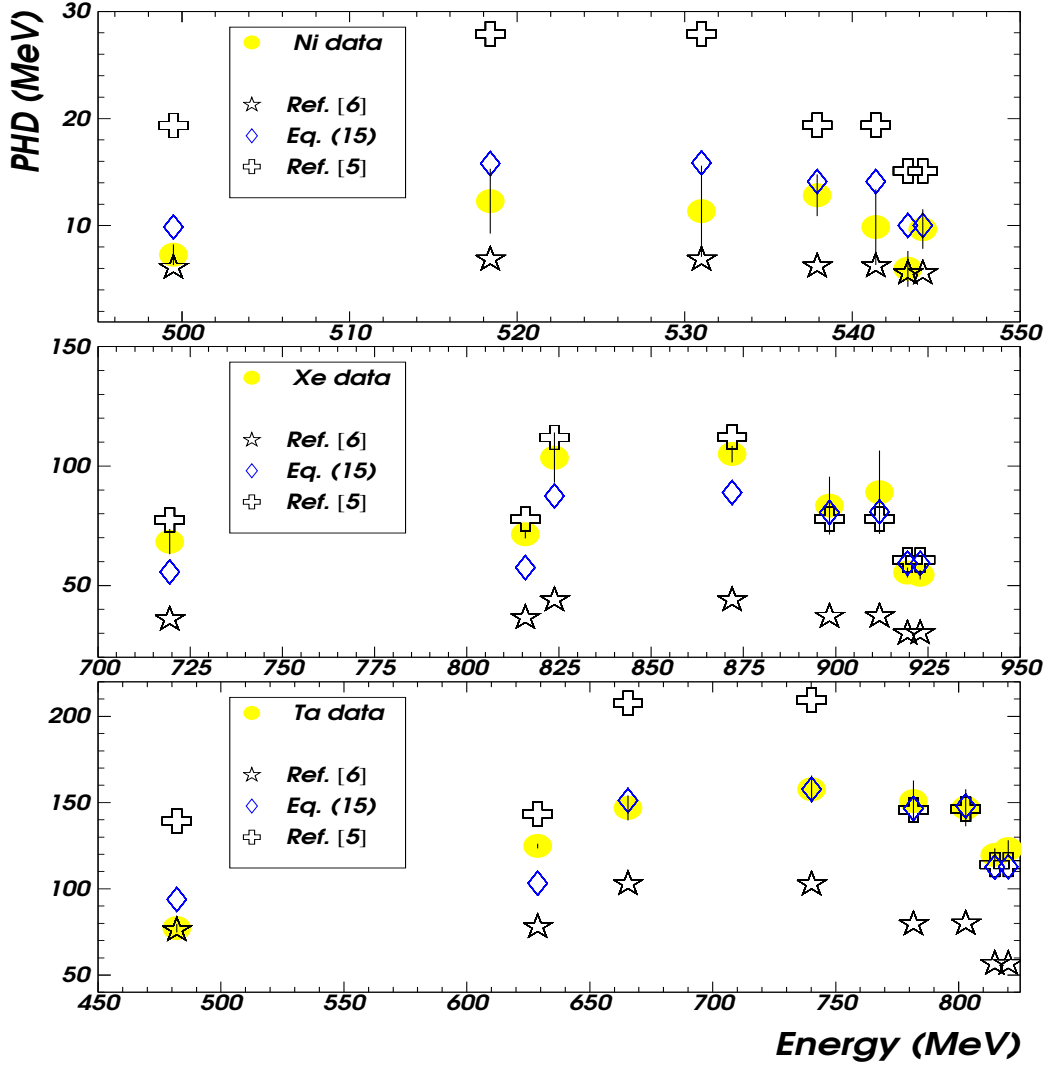 PHD (MeV)
30
20
10
Ni data
Ref. [6]
Eq. (15)
Ref. [5]
500 510 520 530 540 550
150
100
50
Xe data
Ref. [6]
Eq. (15)
Ref. [5]
700 725 750 775 800 825 850 875 900 925 950
200
150
100
50
Ta data
Ref. [6]
Eq. (15)
Ref. [5]
450 500 550 600 650 700 750 800
Energy (MeV)